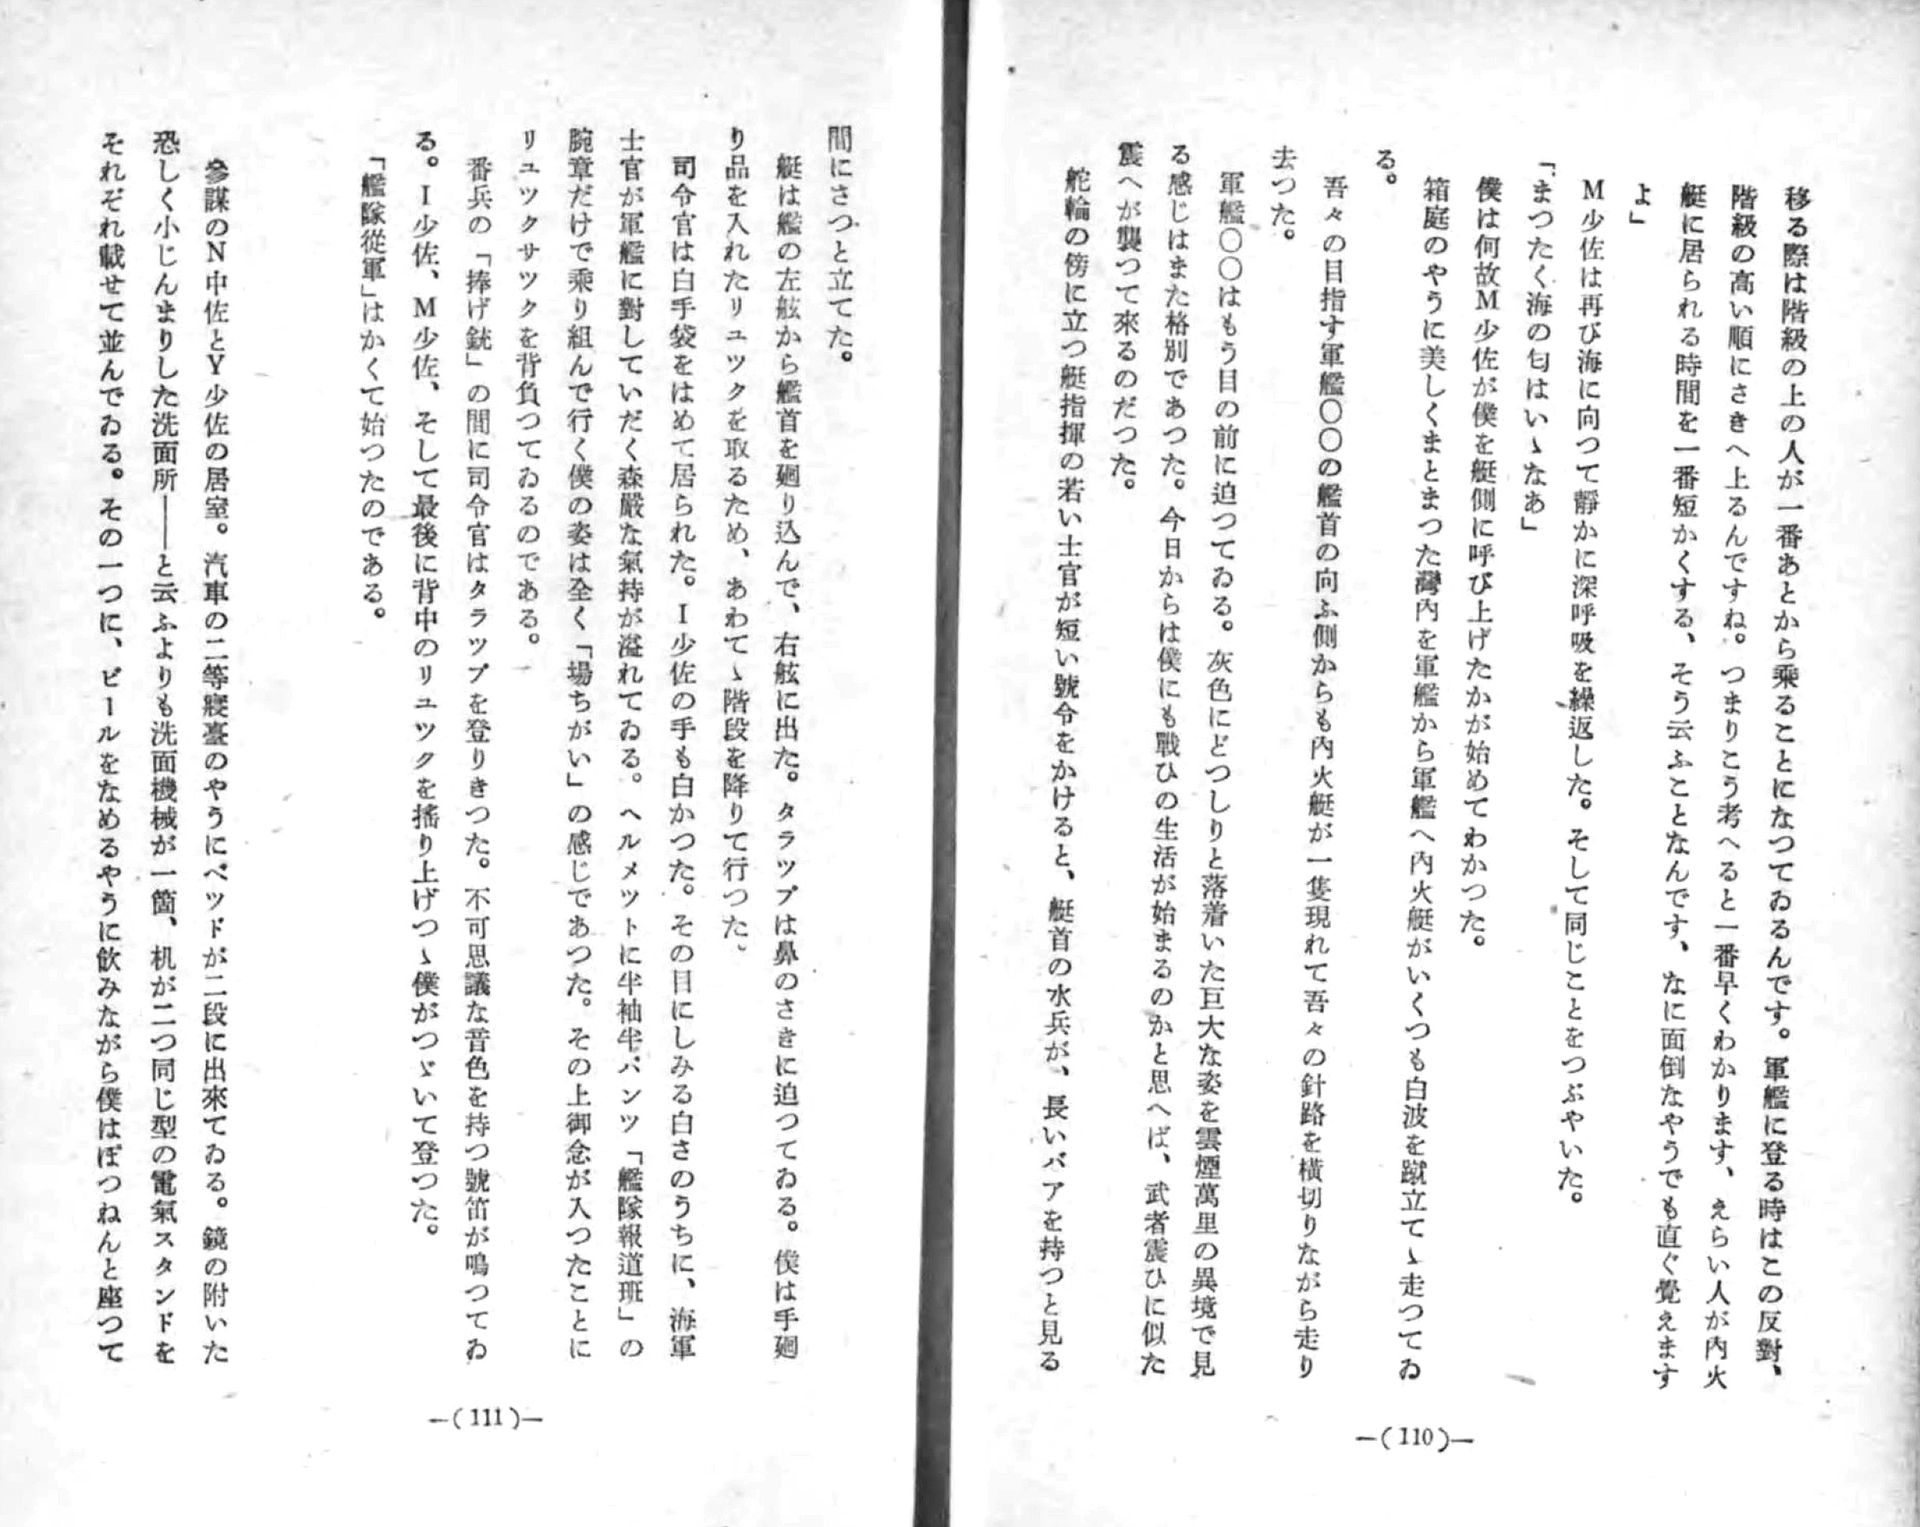 移る際は階級の上の人が一番あとから乘ることになつてゐるんです。軍艦に登る時はこの反對、
階級の高い順にさきへ上るんですね。つまりこう考へると一番早くわかります、えらい人が內火
艇に居られる時間を一番短かくする、そう云ふことなんです、なに面倒なやうでも直ぐ覺えます
よ」
M少佐は再び海に向つて靜かに深呼吸を繰返した。そして同じことをつぶやいた。
「まつたく海の匂はいゝなあ」
僕は何故M少佐が僕を艇側に呼び上げたかが始めてわかつた。
箱庭のやうに美しくまとまつた灣內を軍艦から軍艦へ內火艇がいくつも白波を蹴立てゝ走つてゐ
る。
吾々の目指す軍艦〇〇の艦首の向ふ側からも內火艇が一隻現れて吾々の針路を橫切りながら走り
去つた。
軍艦〇〇はもう目の前に迫つてゐる。灰色にどつしりと落着いた巨大な姿を雲煙萬里の異境で見
る感じはまた格別であつた。今日からは僕にも戰ひの生活が始まるのかと思へば、武者震ひに似た
震へが襲つて來るのだつた。
舵輪の傍に立つ艇指揮の若い士官が短い號令をかけると、艇首の水兵が、長いバアを持つと見る
—(110)—
間にさつと立てた。
艇は艦の左舷から艦首を廻り込んで、右舷に出た。タラツプは鼻のさきに迫つてゐる。僕は手廻
り品を入れたリュツクを取るため、あわてゝ階段を降りて行つた。
司令官は白手袋をはめて居られた。I少佐の手も白かつた。その目にしみる白さのうちに、海軍
士官が軍艦に對していだく森嚴な氣持が溢れてゐる。ヘルメツトに半袖半パンツ「艦隊報道班」の
腕章だけで乘り組んで行く僕の姿は全く「場ちがい」の感じであつた。その上御念が入つたことに
リュツクサツクを背負つてゐるのである。
番兵の「捧げ銃」の間に司令官はタラツプを登りきつた。不可思議な音色を持つ號笛が鳴つてゐ
る。I少佐、M少佐、そして最後に背中のリュツクを搖り上げつゝ僕がつゞいて登つた。
「艦隊從軍」はかくて始つたのである。
參謀のN中佐とY少佐の居室。汽車の二等寢臺のやうにベツドが二段に出來てゐる。鏡の附いた
恐しく小じんまりした洗面所――と云ふよりも洗面機械が一箇、机が二つ同じ型の電氣スタンドを
それぞれ載せて並んでゐる。その一つに、ビールをなめるやうに飮みながら僕はぽつねんと座つて
—(111)—